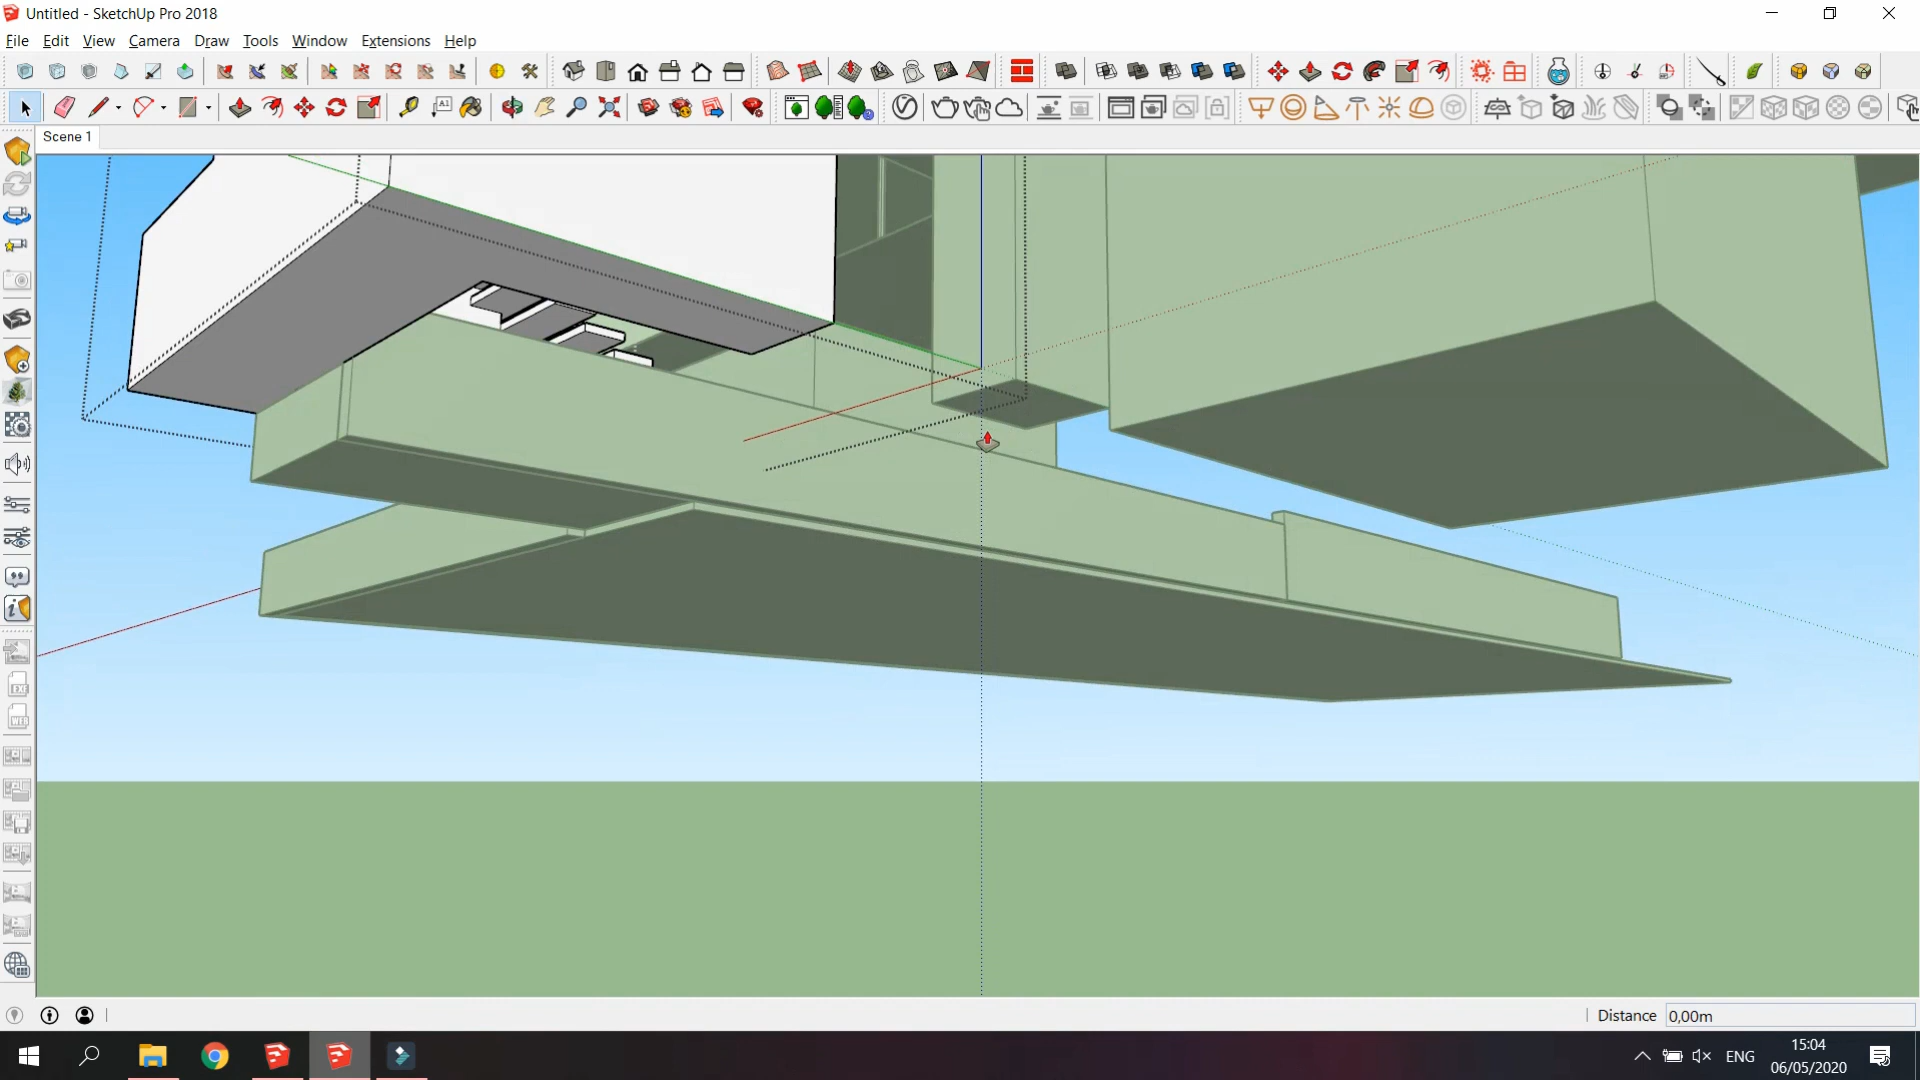 Untitled - SketchUp Pro 2018
File Edit View Camera Draw Tools Window Extensions Help
A1
Scene 1
Distance 0,00m
ENG
15:04
06/05/2020